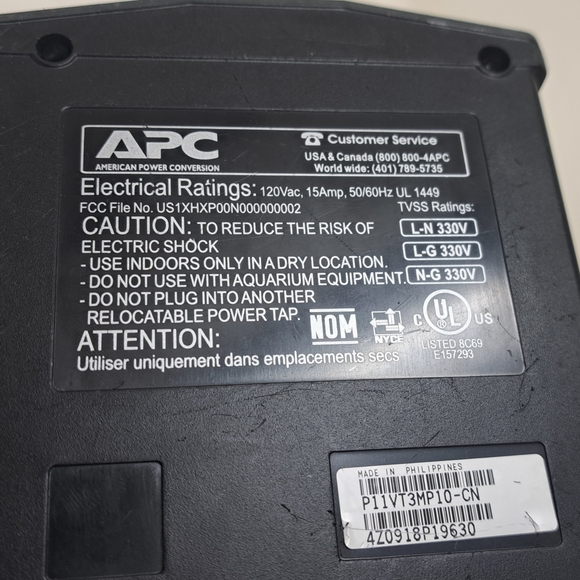 APC
AMERICAN POWER CONVERSION
Customer Service
USA & Canada (800) 800-4APC
World wide: (401) 789-5735
Electrical Ratings: 120Vac, 15Amp, 50/60Hz UL 1449
FCC File No. US1XHXP00N000000002
TVSS Ratings:
CAUTION: TO REDUCE THE RISK OF
ELECTRIC SHOCK
- USE INDOORS ONLY IN A DRY LOCATION.
- DO NOT USE WITH AQUARIUM EQUIPMENT.
- DO NOT PLUG INTO ANOTHER
RELOCATABLE POWER TAP.
L-N 330V
L-G 330V
N-G 330V
NOM
NYCE
C UL US
LISTED 8C69
E157293
ATTENTION:
Utiliser uniquement dans emplacements secs
MADE IN PHILIPPINES
P11VT3MP10-CN
4Z0918P19630